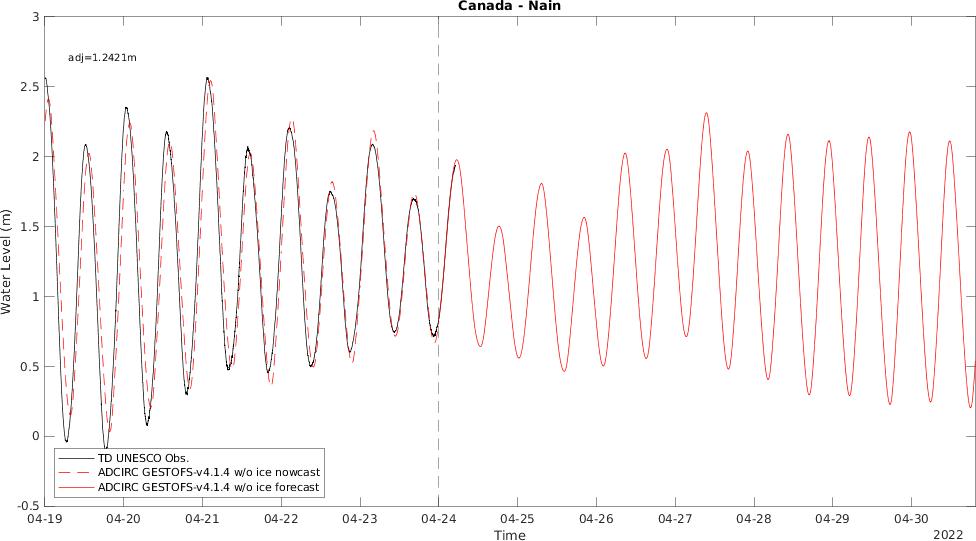 Canada - Nain
adj=1.2421m
3
2.5
2
1.5
1
0.5
0
-0.5
Water Level (m)
TD UNESCO Obs.
ADCIRC GESTOFS-v4.1.4 w/o ice nowcast
ADCIRC GESTOFS-v4.1.4 w/o ice forecast
04-19 04-20 04-21 04-22 04-23 04-24 04-25 04-26 04-27 04-28 04-29 04-30
Time
2022